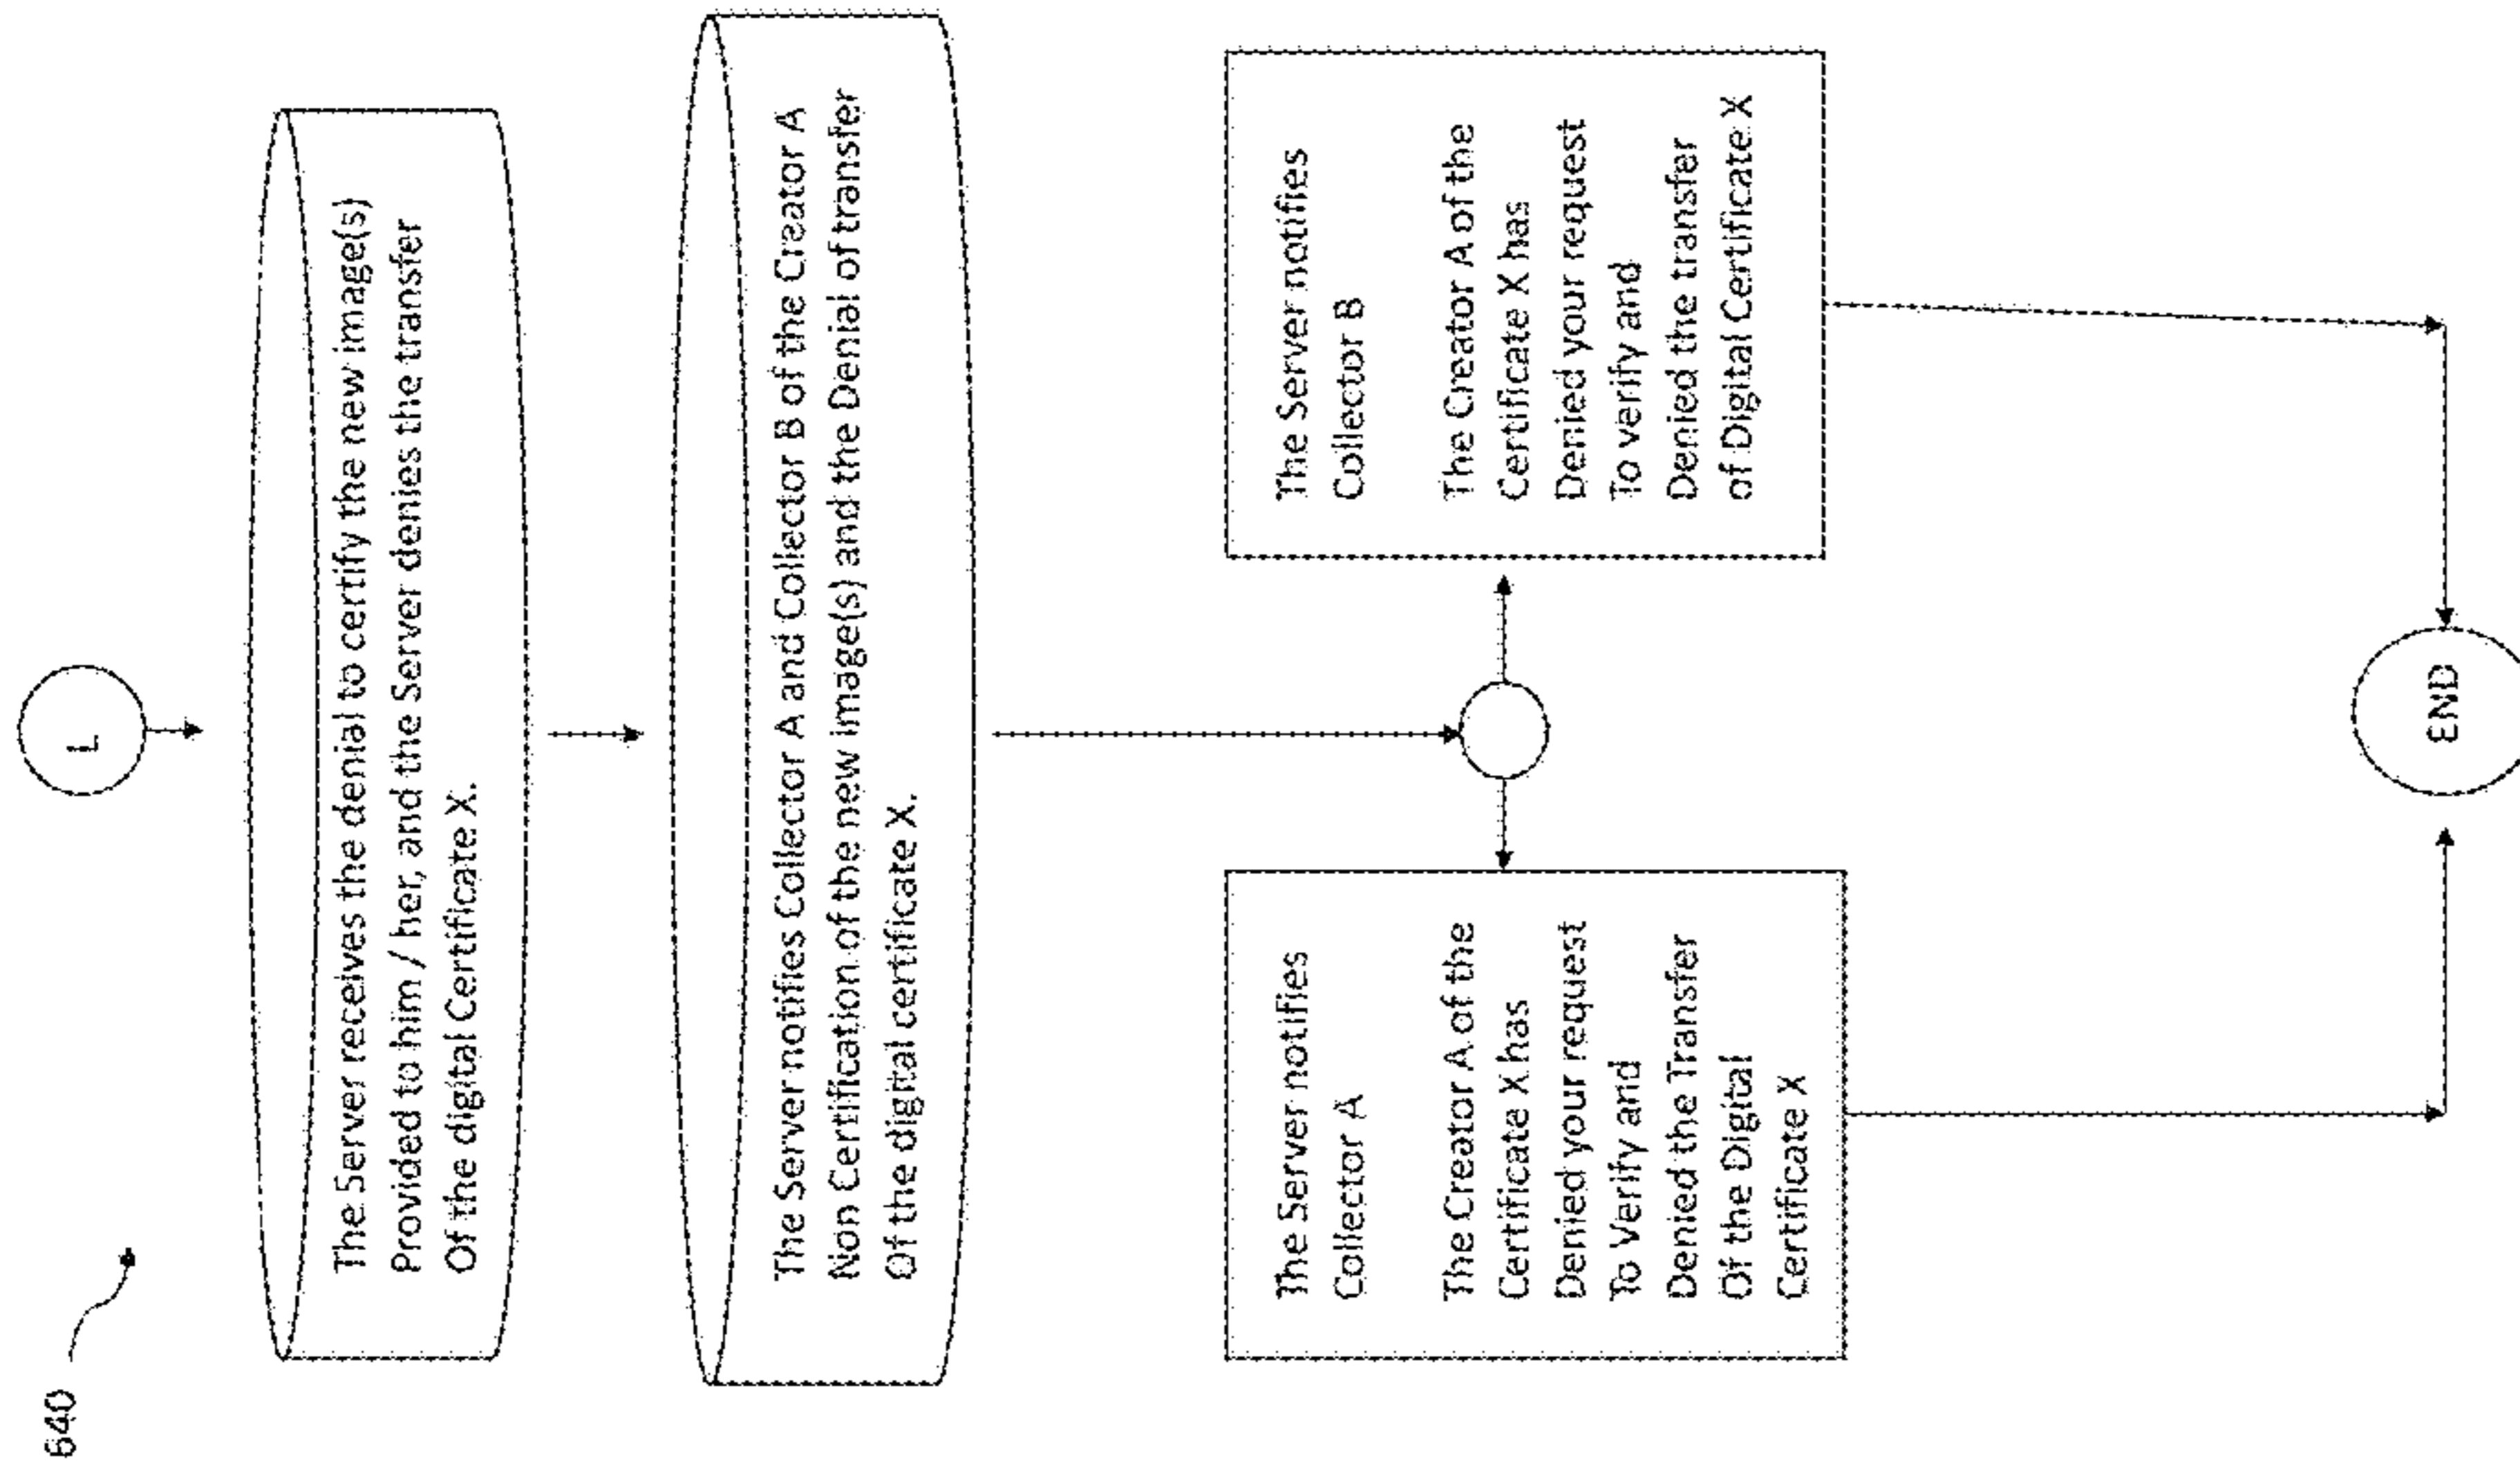 640
L
The Server receives the denial to certify the new image(s)
Provided to him / her, and the Server denies the transfer
Of the digital Certificate X.
The Server notifies Collector A and Collector B of the Creator A
Non Certification of the new image(s) and the Denial of transfer
Of the digital certificate X.
The Server notifies
Collector A
The Creator A of the
Certificate X has
Denied your request
To Verify and
Denied the Transfer
Of the Digital
Certificate X
The Server notifies
Collector B
The Creator A of the
Certificate X has
Denied your request
To verify and
Denied the transfer
of Digital Certificate X
END